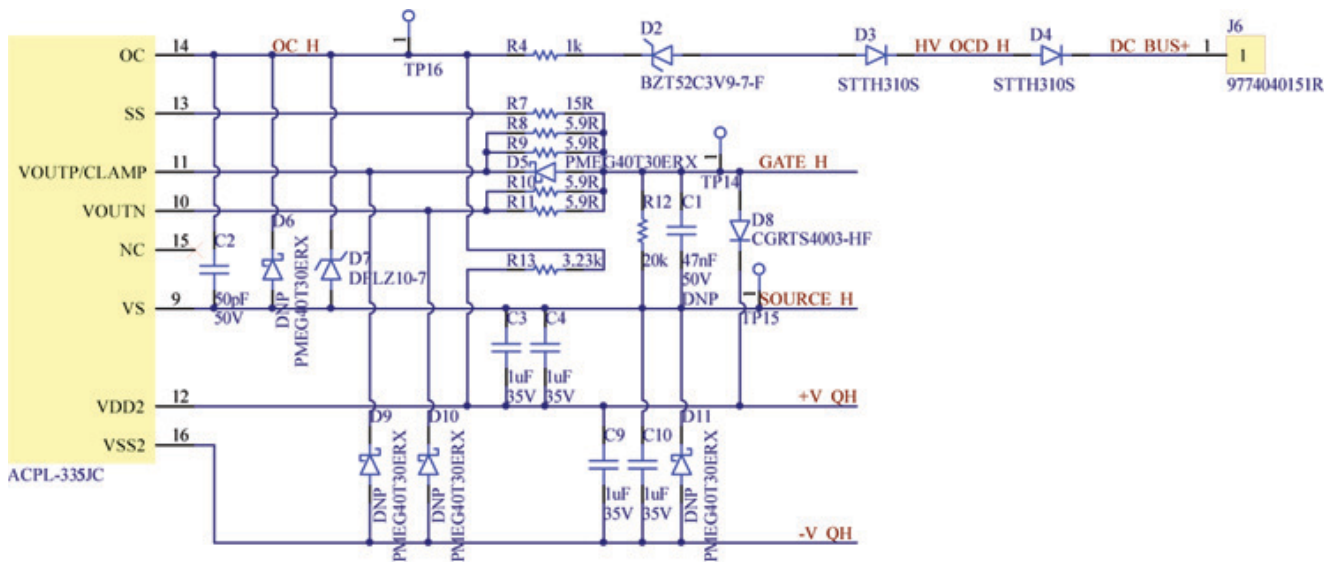 OC
SS
VOUTP/CLAMP
VOUTN
NC
VS
VDD2
VSS2
ACPL-335JC
14
13
11
10
15
9
12
16
OC_H
1
TP16
R4 1k
D2
BZT52C3V9-7-F
D3
STTH310S
HV_OCD_H
D4
STTH310S
DC_BUS+
1
J6
1
9774040151R
R7 15R
R8 5.9R
R9 5.9R
D5 PMEG40T30ERX
R10 5.9R
R11 5.9R
R13 3.23k
1
TP14
GATE_H
R12
20k
C1
47nF
50V
DNP
D8
CGRTS4003-HF
1
TP15
SOURCE_H
C2
50pF
50V
D6
DNP
PMEG40T30ERX
D7
DFLZ10-7
C3
1uF
35V
C4
1uF
35V
+V_QH
D9
DNP
PMEG40T30ERX
D10
DNP
PMEG40T30ERX
C9
1uF
35V
C10
1uF
35V
D11
DNP
PMEG40T30ERX
-V_QH